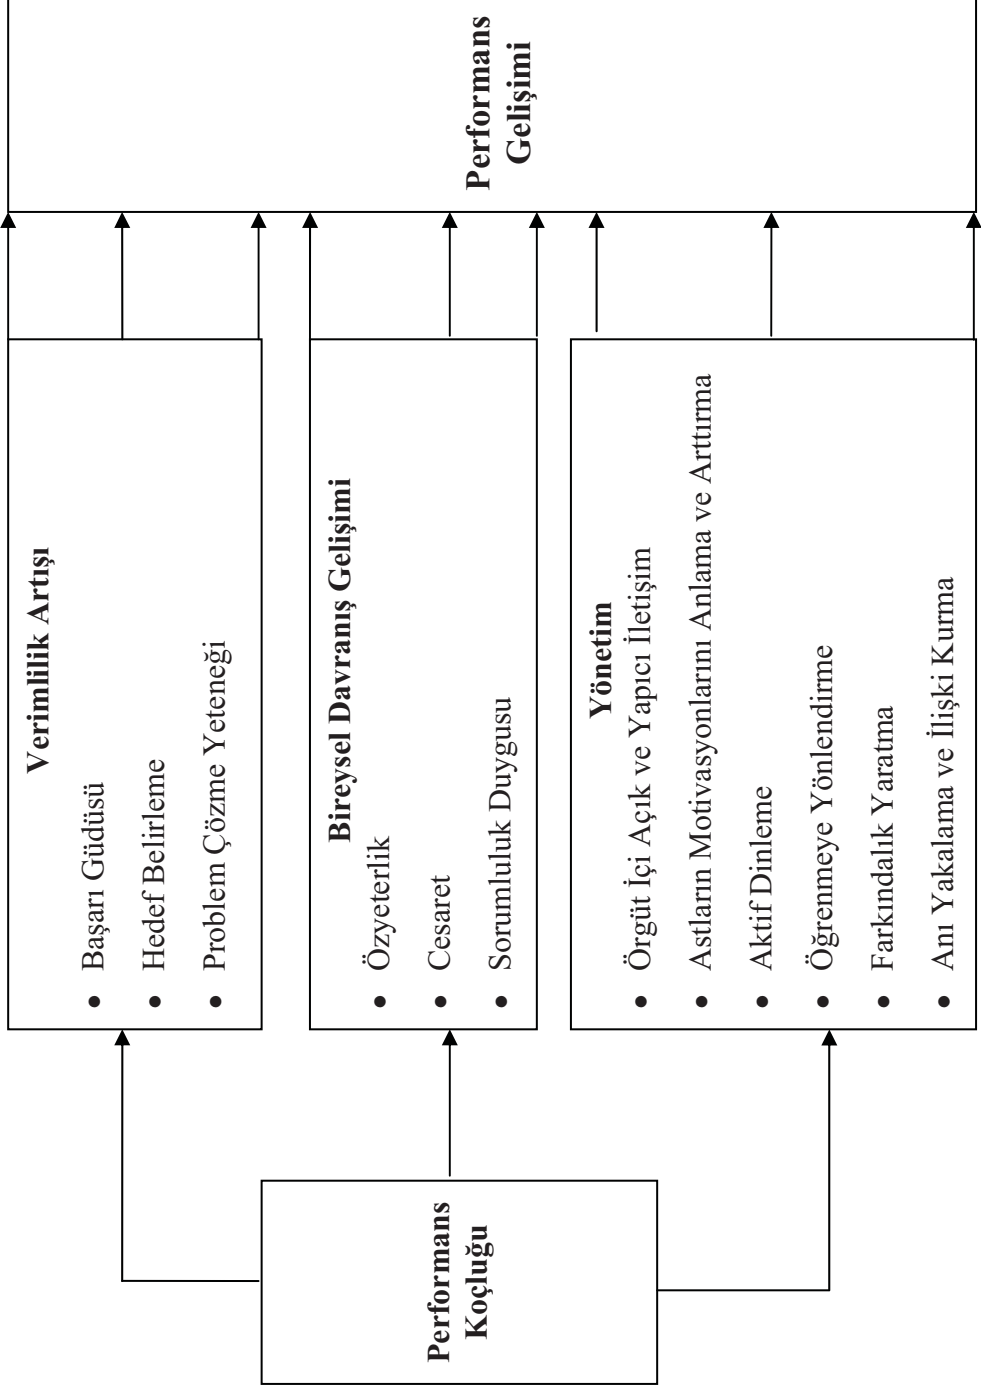 Performans
Koçluğu
Verimlilik Artışı
● Başarı Güdüsü
● Hedef Belirleme
● Problem Çözme Yeteneği
Bireysel Davranış Gelişimi
● Özyeterlik
● Cesaret
● Sorumluluk Duygusu
Yönetim
● Örgüt İçi Açık ve Yapıcı İletişim
● Astların Motivasyonlarını Anlama ve Arttırma
● Aktif Dinleme
● Öğrenmeye Yönlendirme
● Farkındalık Yaratma
● Anı Yakalama ve İlişki Kurma
Performans
Gelişimi